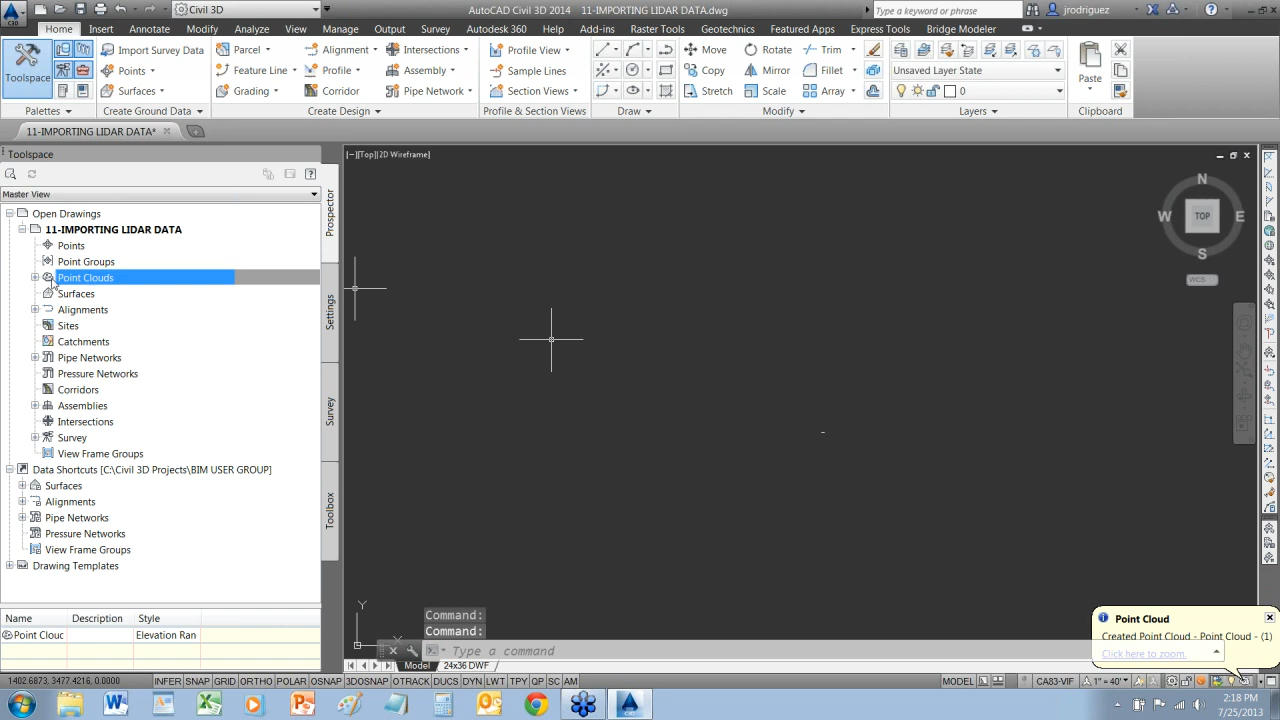 Civil 3D
AutoCAD Civil 3D 2014 11-IMPORTING LIDAR DATA.dwg
Type a keyword or phrase
jrodriguez
Home Insert Annotate Modify Analyze View Manage Output Survey Autodesk 360 Help Add-ins Raster Tools Geotechnics Featured Apps Express Tools Bridge Modeler
Toolspace
Import Survey Data
Points
Surfaces
Parcel
Feature Line
Grading
Alignment
Profile
Corridor
Intersections
Assembly
Pipe Network
Profile View
Sample Lines
Section Views
Move
Copy
Stretch
Rotate
Mirror
Scale
Trim
Fillet
Array
Unsaved Layer State
0
Paste
Palettes Create Ground Data Create Design Profile & Section Views Draw Modify Layers Clipboard
11-IMPORTING LIDAR DATA*
Toolspace
Master View
Open Drawings
11-IMPORTING LIDAR DATA
Points
Point Groups
Point Clouds
Surfaces
Alignments
Sites
Catchments
Pipe Networks
Pressure Networks
Corridors
Assemblies
Intersections
Survey
View Frame Groups
Data Shortcuts [C:\Civil 3D Projects\BIM USER GROUP]
Surfaces
Alignments
Pipe Networks
Pressure Networks
View Frame Groups
Drawing Templates
Name Description Style
Point Clouc Elevation Ran
Prospector
Settings
Survey
Toolbox
[−][Top][2D Wireframe]
N
W TOP E
S
WCS
Y
X
Command:
Command:
Type a command
Model 24x36 DWF
Point Cloud
Created Point Cloud - Point Cloud - (1)
Click here to zoom.
1402.6873, 3477.4216, 0.0000 INFER SNAP GRID ORTHO POLAR OSNAP 3DOSNAP OTRACK DUCS DYN LWT TPY QP SC AM MODEL CA83-VIF 1" = 40'
2:18 PM
7/25/2013